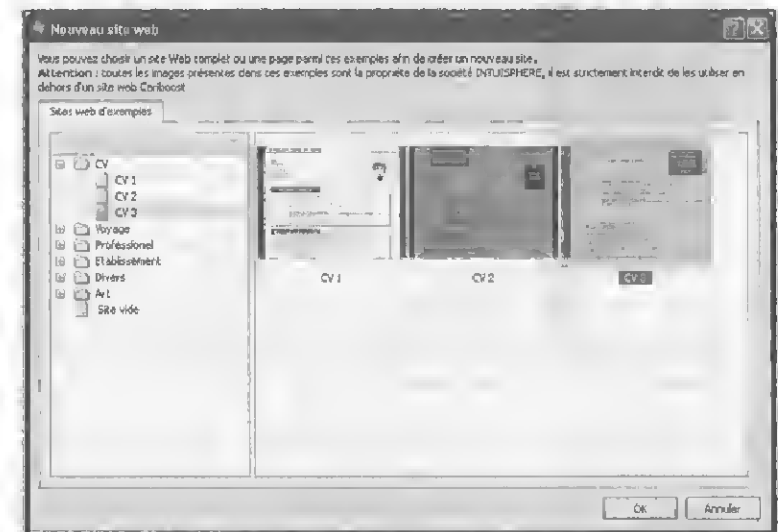 Nouveau site web
Vous pouvez choisir un site Web complet ou une page parmi ces exemples afin de créer un nouveau site.
Attention : toutes les images présentes dans ces exemples sont la propriété de la société INTUISPHERE, il est strictement interdit de les utiliser en
dehors d'un site web Cariboost
Sites web d'exemples
CV
CV 1
CV 2
CV 3
Voyage
Professionel
Etablissement
Divers
Art
Site vide
CV 1
CV 2
CV 3
OK
Annuler